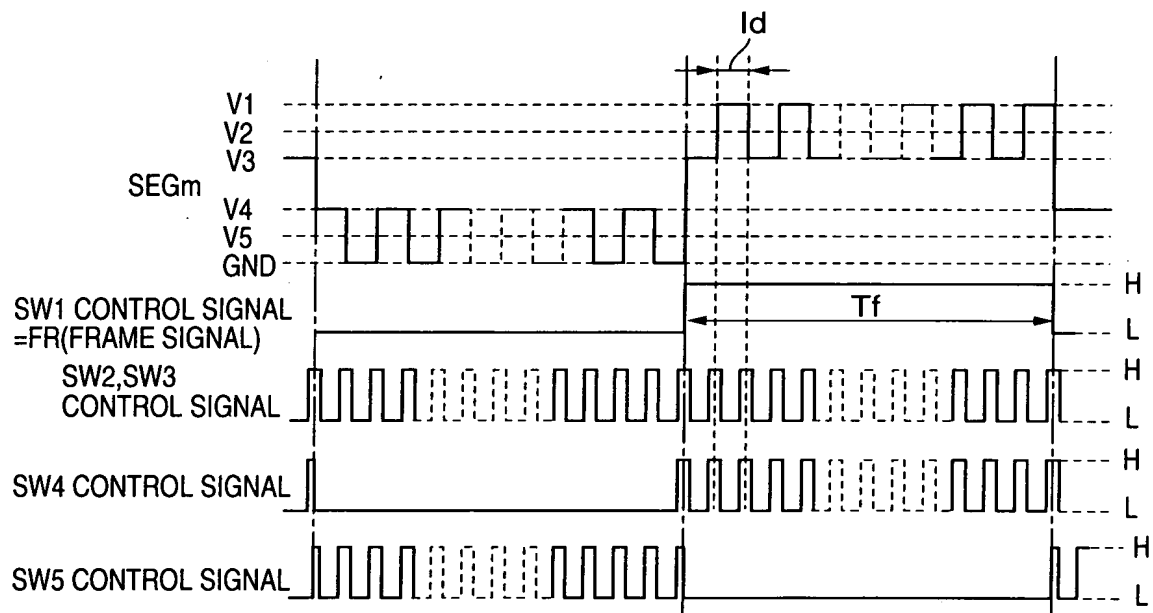 Id
V1
V2
V3
SEGm
V4
V5
GND
H
SW1 CONTROL SIGNAL
=FR(FRAME SIGNAL)
Tf
L
SW2,SW3
CONTROL SIGNAL
H
L
SW4 CONTROL SIGNAL
H
L
SW5 CONTROL SIGNAL
H
L